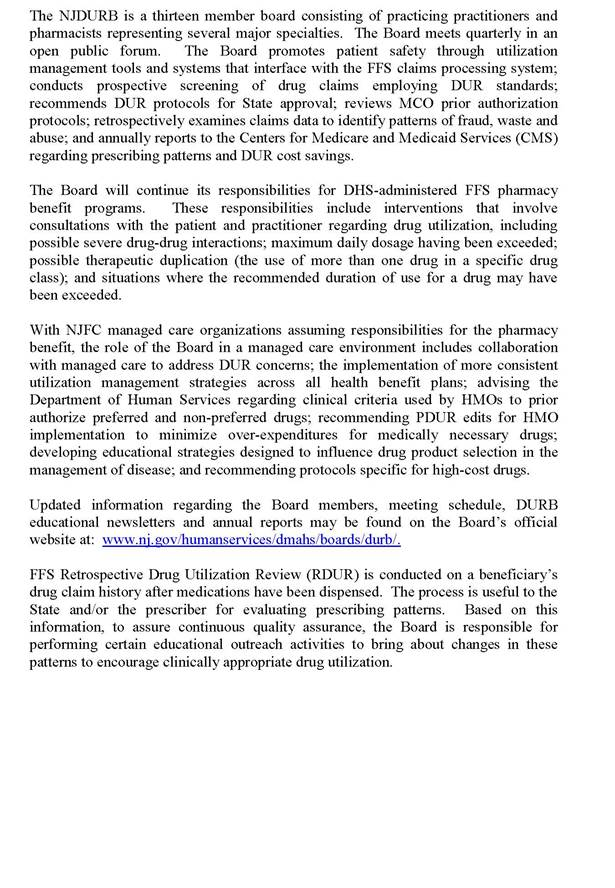 The NJDURB is a thirteen member board consisting of practicing practitioners and
pharmacists representing several major specialties. The Board meets quarterly in an
open public forum. The Board promotes patient safety through utilization
management tools and systems that interface with the FFS claims processing system;
conducts prospective screening of drug claims employing DUR standards;
recommends DUR protocols for State approval; reviews MCO prior authorization
protocols; retrospectively examines claims data to identify patterns of fraud, waste and
abuse; and annually reports to the Centers for Medicare and Medicaid Services (CMS)
regarding prescribing patterns and DUR cost savings.

The Board will continue its responsibilities for DHS-administered FFS pharmacy
benefit programs. These responsibilities include interventions that involve
consultations with the patient and practitioner regarding drug utilization, including
possible severe drug-drug interactions; maximum daily dosage having been exceeded;
possible therapeutic duplication (the use of more than one drug in a specific drug
class); and situations where the recommended duration of use for a drug may have
been exceeded.

With NJFC managed care organizations assuming responsibilities for the pharmacy
benefit, the role of the Board in a managed care environment includes collaboration
with managed care to address DUR concerns; the implementation of more consistent
utilization management strategies across all health benefit plans; advising the
Department of Human Services regarding clinical criteria used by HMOs to prior
authorize preferred and non-preferred drugs; recommending PDUR edits for HMO
implementation to minimize over-expenditures for medically necessary drugs;
developing educational strategies designed to influence drug product selection in the
management of disease; and recommending protocols specific for high-cost drugs.

Updated information regarding the Board members, meeting schedule, DURB
educational newsletters and annual reports may be found on the Board's official
website at: www.nj.gov/humanservices/dmahs/boards/durb/.

FFS Retrospective Drug Utilization Review (RDUR) is conducted on a beneficiary's
drug claim history after medications have been dispensed. The process is useful to the
State and/or the prescriber for evaluating prescribing patterns. Based on this
information, to assure continuous quality assurance, the Board is responsible for
performing certain educational outreach activities to bring about changes in these
patterns to encourage clinically appropriate drug utilization.